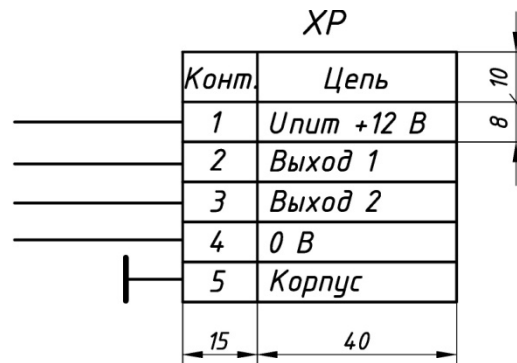 XP
Конт. Цепь
1 Uпит +12 В
2 Выход 1
3 Выход 2
4 0 В
5 Корпус
10
8
15 40